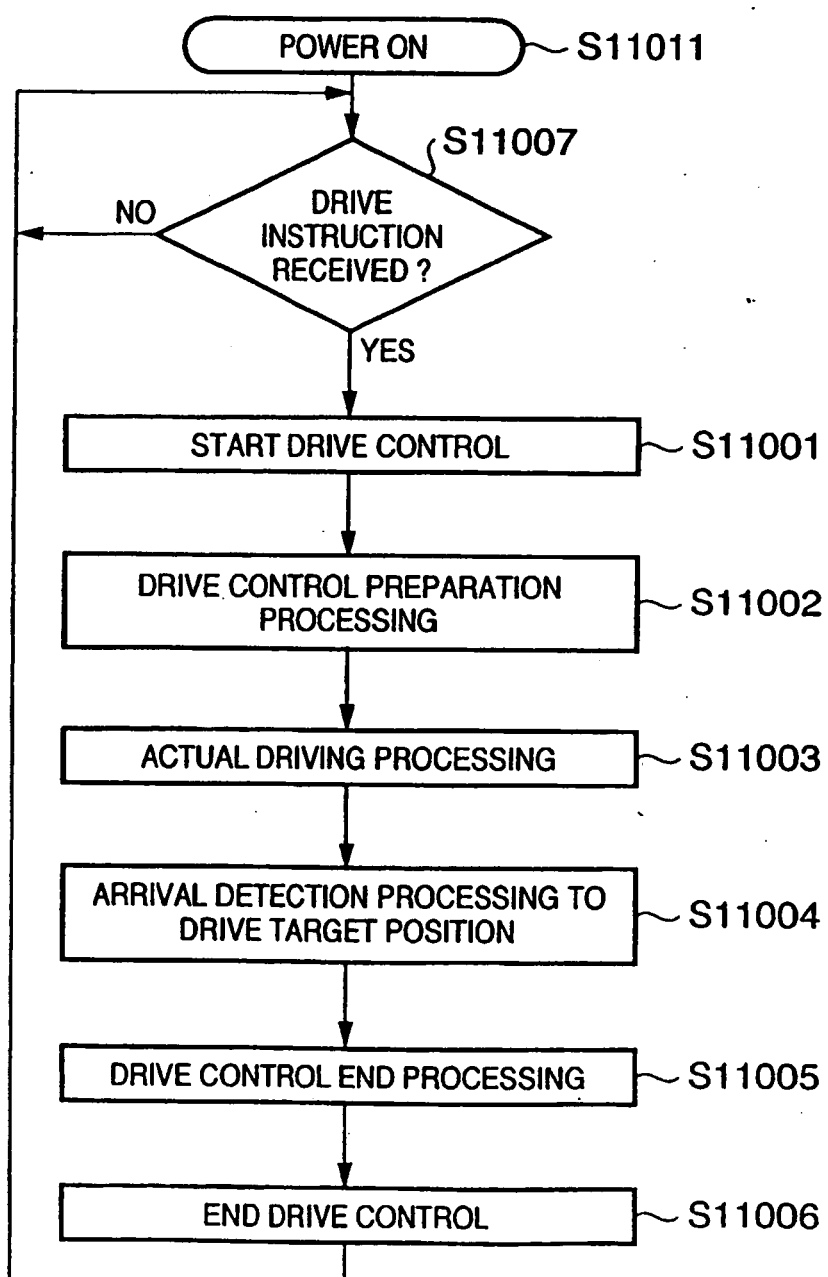 POWER ON
S11011
S11007
NO
DRIVE
INSTRUCTION
RECEIVED ?
YES
START DRIVE CONTROL
S11001
DRIVE CONTROL PREPARATION
PROCESSING
S11002
ACTUAL DRIVING PROCESSING
S11003
ARRIVAL DETECTION PROCESSING TO
DRIVE TARGET POSITION
S11004
DRIVE CONTROL END PROCESSING
S11005
END DRIVE CONTROL
S11006